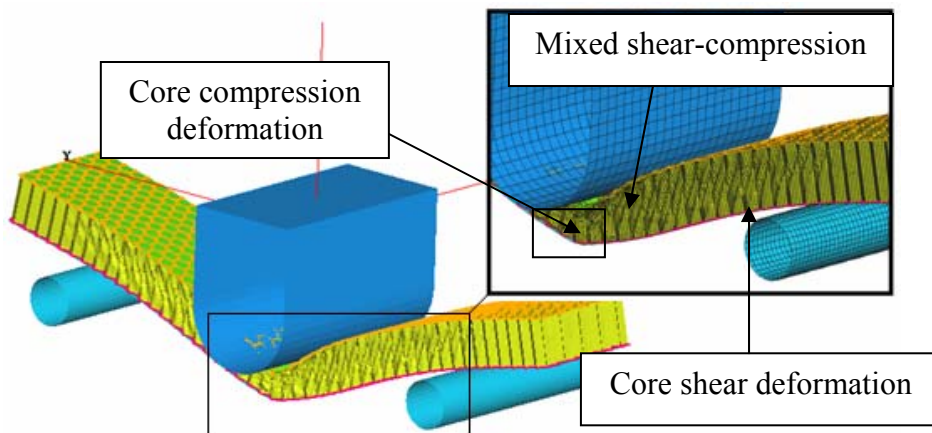 Mixed shear-compression
Core compression
deformation
Y
Core shear deformation